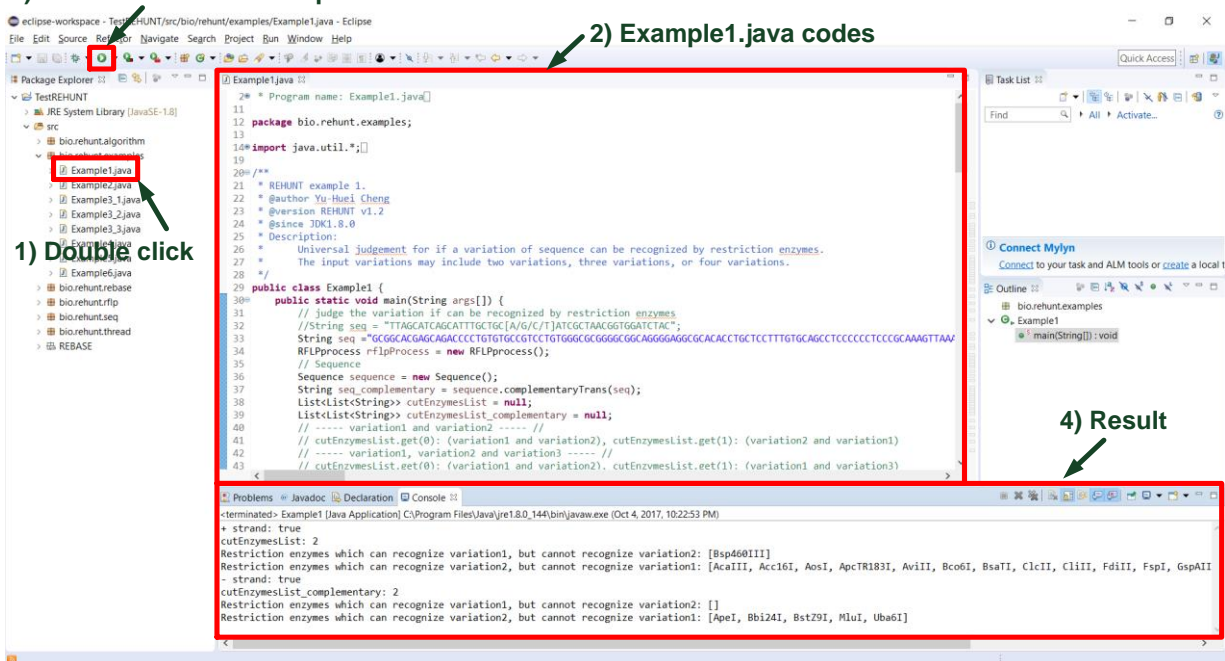 eclipse-workspace - TestREHUNT/src/bio/rehunt/examples/Example1.java - Eclipse
File Edit Source Refactor Navigate Search Project Run Window Help
2) Example1.java codes
Quick Access
Package Explorer
TestREHUNT
JRE System Library [JavaSE-1.8]
src
bio.rehunt.algorithm
bio.rehunt.examples
Example1.java
Example2.java
Example3_1.java
Example3_2.java
Example3_3.java
Example4.java
1) Double click
Example6.java
bio.rehunt.rebase
bio.rehunt.rflp
bio.rehunt.seq
bio.rehunt.thread
REBASE
Example1.java
2 * Program name: Example1.java
11
12 package bio.rehunt.examples;
13
14 import java.util.*;
19
20 /**
21 * REHUNT example 1.
22 * @author Yu-Huei Cheng
23 * @version REHUNT v1.2
24 * @since JDK1.8.0
25 * Description:
26 * Universal judgement for if a variation of sequence can be recognized by restriction enzymes.
27 * The input variations may include two variations, three variations, or four variations.
28 */
29 public class Example1 {
30 public static void main(String args[]) {
31 // judge the variation if can be recognized by restriction enzymes
32 //String seq = "TTAGCATCAGCATTTGCTGC[A/G/C/T]ATCGCTAACGGTGGATCTAC";
33 String seq ="GCGGCACGAGCAGACCCCTGTGTGCCGTCCTGTGGGCGCGGGGCGGCAGGGGAGGCGCACACCTGCTCCTTTGTGCAGCCTCCCCCCTCCCGCAAAGTTAAA
34 RFLPprocess rflpProcess = new RFLPprocess();
35 // Sequence
36 Sequence sequence = new Sequence();
37 String seq_complementary = sequence.complementaryTrans(seq);
38 List<List<String>> cutEnzymesList = null;
39 List<List<String>> cutEnzymesList_complementary = null;
40 // ----- variation1 and variation2 ----- //
41 // cutEnzymesList.get(0): (variation1 and variation2), cutEnzymesList.get(1): (variation2 and variation1)
42 // ----- variation1, variation2 and variation3 ----- //
43 // cutEnzymesList.get(0): (variation1 and variation2), cutEnzymesList.get(1): (variation1 and variation3)
Task List
Find All Activate...
Connect Mylyn
Connect to your task and ALM tools or create a local t
Outline
bio.rehunt.examples
Example1
main(String[]) : void
4) Result
Problems Javadoc Declaration Console
<terminated> Example1 [Java Application] C:\Program Files\Java\jre1.8.0_144\bin\javaw.exe (Oct 4, 2017, 10:22:53 PM)
+ strand: true
cutEnzymesList: 2
Restriction enzymes which can recognize variation1, but cannot recognize variation2: [Bsp460III]
Restriction enzymes which can recognize variation2, but cannot recognize variation1: [AcaIII, Acc16I, AosI, ApcTR183I, AviII, Bco6I, BsaTI, ClcII, CliII, FdiII, FspI, GspAII
- strand: true
cutEnzymesList_complementary: 2
Restriction enzymes which can recognize variation1, but cannot recognize variation2: []
Restriction enzymes which can recognize variation2, but cannot recognize variation1: [ApeI, Bbi24I, BstZ9I, MluI, Uba6I]